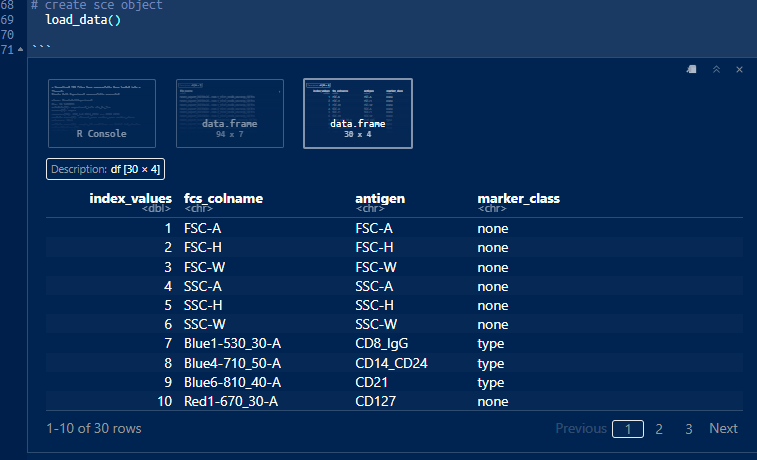 68 # create sce object
69 load_data()
70
71 ```
R Console
data.frame
94 x 7
data.frame
30 x 4
Description: df [30 × 4]
index_values fcs_colname antigen marker_class
<dbl> <chr> <chr> <chr>
1 FSC-A FSC-A none
2 FSC-H FSC-H none
3 FSC-W FSC-W none
4 SSC-A SSC-A none
5 SSC-H SSC-H none
6 SSC-W SSC-W none
7 Blue1-530_30-A CD8_IgG type
8 Blue4-710_50-A CD14_CD24 type
9 Blue6-810_40-A CD21 type
10 Red1-670_30-A CD127 none
1-10 of 30 rows Previous 1 2 3 Next